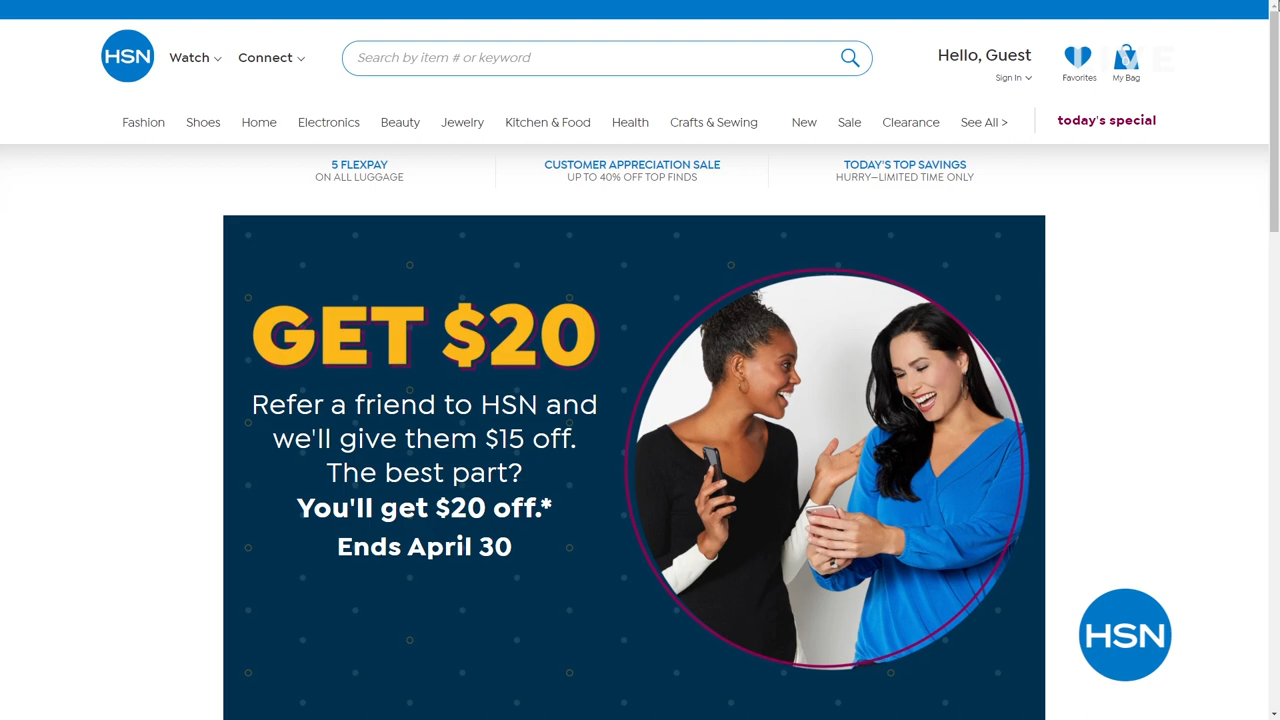 HSN
Watch
Connect
Search by item # or keyword
Hello, Guest
Sign In
Favorites
My Bag
Fashion
Shoes
Home
Electronics
Beauty
Jewelry
Kitchen & Food
Health
Crafts & Sewing
New
Sale
Clearance
See All >
today's special
5 FLEXPAY
ON ALL LUGGAGE
CUSTOMER APPRECIATION SALE
UP TO 40% OFF TOP FINDS
TODAY'S TOP SAVINGS
HURRY—LIMITED TIME ONLY
GET $20
Refer a friend to HSN and
we'll give them $15 off.
The best part?
You'll get $20 off.*
Ends April 30
HSN